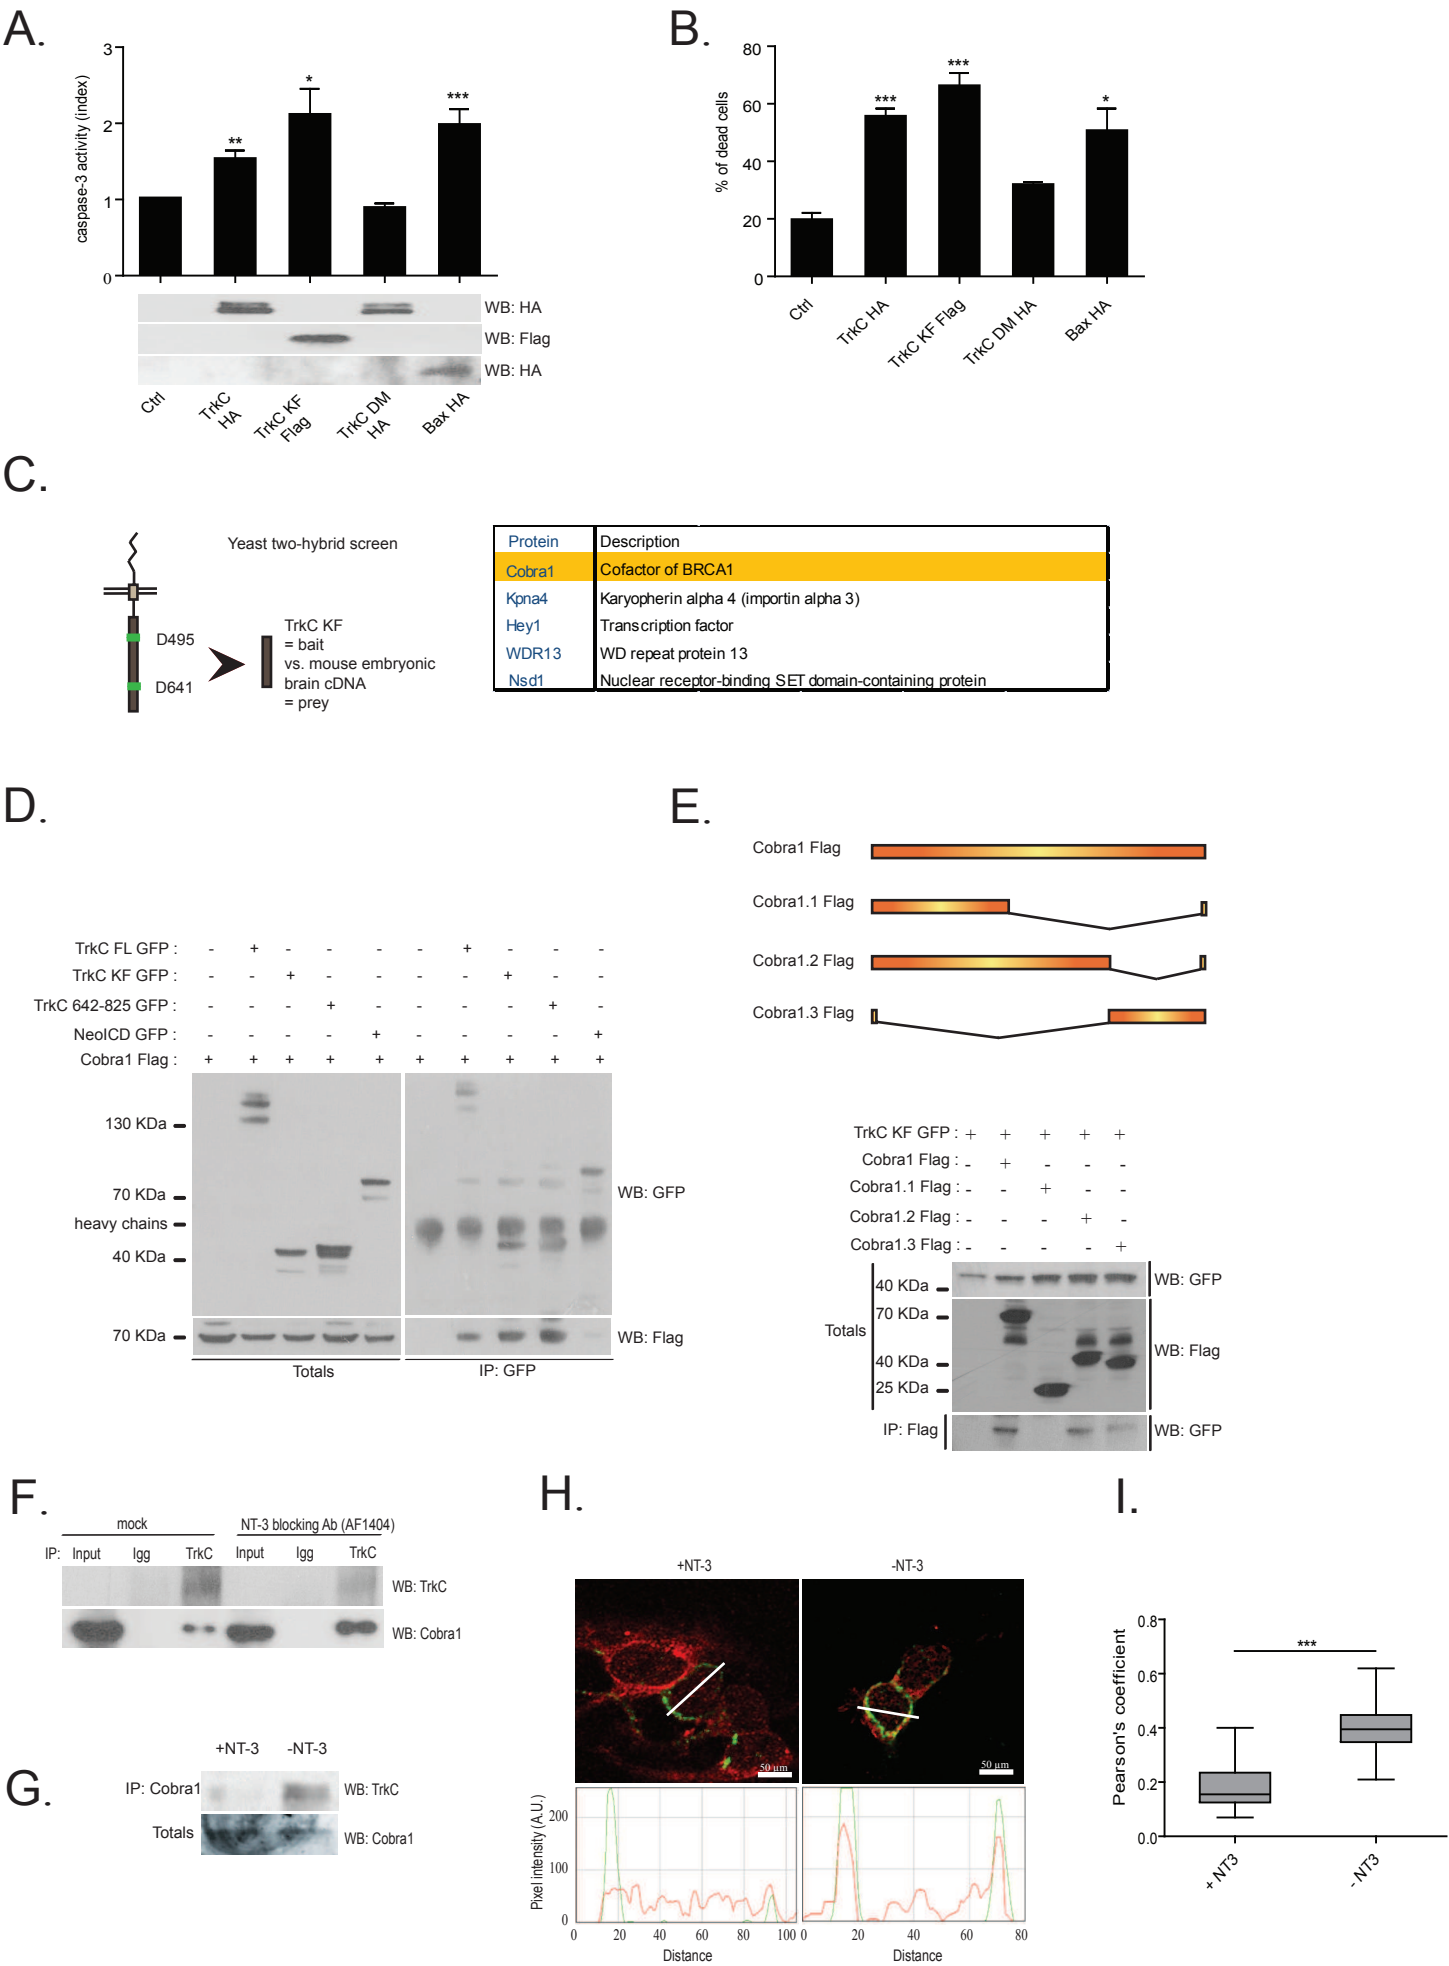 A.
3
2
1
0
caspase-3 activity (index)
**
*
***
WB: HA
WB: Flag
WB: HA
Ctrl
TrkC HA
TrkC KF Flag
TrkC DM HA
Bax HA
B.
80
60
40
20
0
% of dead cells
***
***
*
Ctrl
TrkC HA
TrkC KF Flag
TrkC DM HA
Bax HA
C.
Yeast two-hybrid screen
D495
D641
TrkC KF
= bait
vs. mouse embryonic
brain cDNA
= prey
Protein Description
Cobra1 Cofactor of BRCA1
Kpna4 Karyopherin alpha 4 (importin alpha 3)
Hey1 Transcription factor
WDR13 WD repeat protein 13
Nsd1 Nuclear receptor-binding SET domain-containing protein
D.
TrkC FL GFP : - + - - - - + - - -
TrkC KF GFP : - - + - - - - + - -
TrkC 642-825 GFP : - - - + - - - - + -
NeoICD GFP : - - - - + - - - - +
Cobra1 Flag : + + + + + + + + + +
130 KDa
70 KDa
heavy chains
40 KDa
WB: GFP
70 KDa
WB: Flag
Totals
IP: GFP
E.
Cobra1 Flag
Cobra1.1 Flag
Cobra1.2 Flag
Cobra1.3 Flag
TrkC KF GFP : + + + + +
Cobra1 Flag : - + - - -
Cobra1.1 Flag : - - + - -
Cobra1.2 Flag : - - - + -
Cobra1.3 Flag : - - - - +
40 KDa
WB: GFP
70 KDa
Totals
40 KDa
25 KDa
WB: Flag
IP: Flag
WB: GFP
F.
mock
NT-3 blocking Ab (AF1404)
IP: Input Igg TrkC Input Igg TrkC
WB: TrkC
WB: Cobra1
G.
+NT-3 -NT-3
IP: Cobra1
WB: TrkC
Totals
WB: Cobra1
H.
+NT-3
-NT-3
50 µm
50 µm
Pixel intensity (A.U.)
200
100
0
0 20 40 60 80 100
Distance
0 20 40 60 80
Distance
I.
Pearson's coefficient
0.8
0.6
0.4
0.2
0.0
***
+ NT3
- NT3